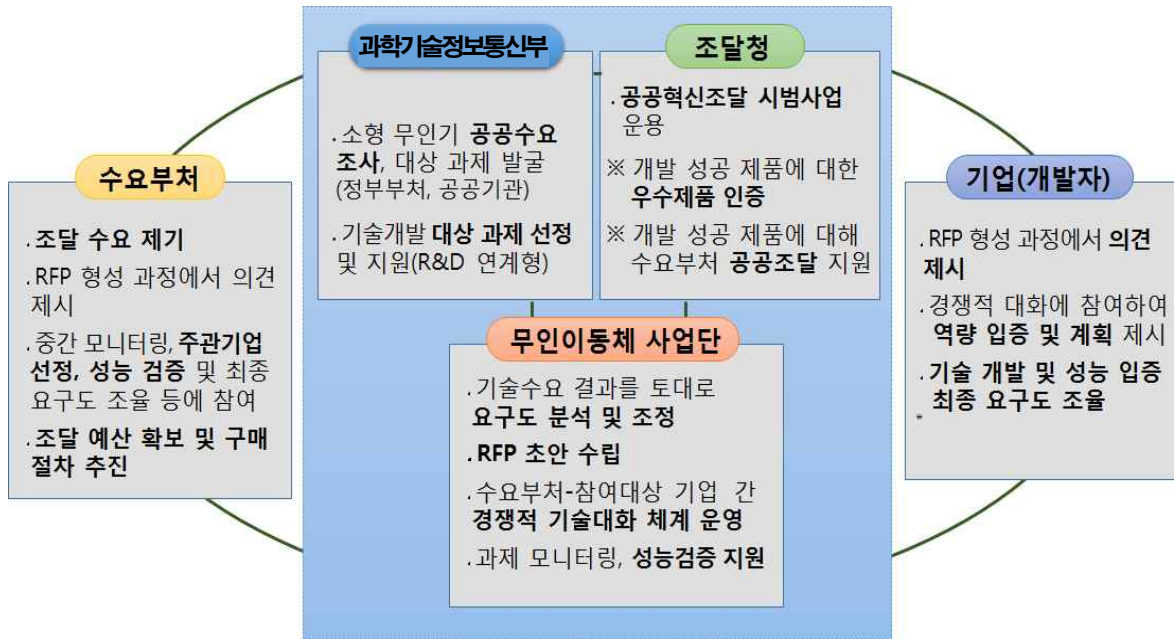 과학기술정보통신부
. 소형 무인기 공공수요
조사, 대상 과제 발굴
(정부부처, 공공기관)
. 기술개발 대상 과제 선정
및 지원(R&D 연계형)
조달청
. 공공혁신조달 시범사업
운용
※ 개발 성공 제품에 대한
우수제품 인증
※ 개발 성공 제품에 대해
수요부처 공공조달 지원
수요부처
. 조달 수요 제기
. RFP 형성 과정에서 의견
제시
. 중간 모니터링, 주관기업
선정, 성능 검증 및 최종
요구도 조율 등에 참여
. 조달 예산 확보 및 구매
절차 추진
무인이동체 사업단
. 기술수요 결과를 토대로
요구도 분석 및 조정
. RFP 초안 수립
. 수요부처-참여대상 기업 간
경쟁적 기술대화 체계 운영
. 과제 모니터링, 성능검증 지원
기업(개발자)
. RFP 형성 과정에서 의견
제시
. 경쟁적 대화에 참여하여
역량 입증 및 계획 제시
. 기술 개발 및 성능 입증
최종 요구도 조율